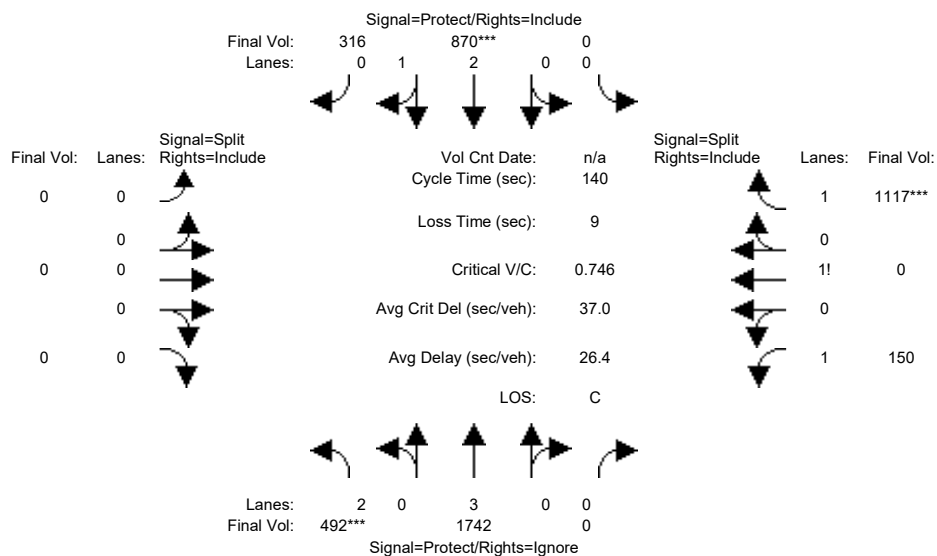 Signal=Protect/Rights=Include
Final Vol: 316 870*** 0
Lanes: 0 1 2 0 0
Signal=Split
Final Vol: Lanes: Rights=Include
Vol Cnt Date: n/a
Signal=Split
Rights=Include Lanes: Final Vol:
Cycle Time (sec): 140
0 0
1 1117***
Loss Time (sec): 9
0
0
0 0
Critical V/C: 0.746
1! 0
0
Avg Crit Del (sec/veh): 37.0
0
0 0
Avg Delay (sec/veh): 26.4
1 150
LOS: C
Lanes: 2 0 3 0 0
Final Vol: 492*** 1742 0
Signal=Protect/Rights=Ignore